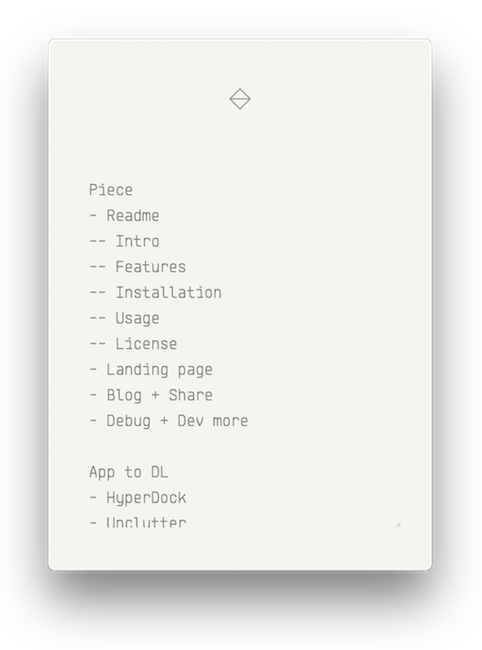 Piece
- Readme
-- Intro
-- Features
-- Installation
-- Usage
-- License
- Landing page
- Blog + Share
- Debug + Dev more
App to DL
- HyperDock
- Unclutter